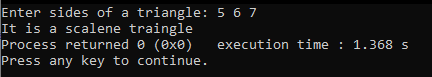 Enter sides of a triangle: 5 6 7
It is a scalene traingle
Process returned 0 (0x0)   execution time : 1.368 s
Press any key to continue.